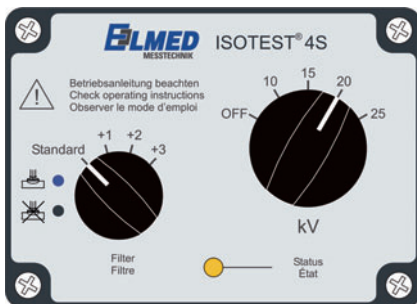 ELMED ISOTEST® 4S
MESSTECHNIK
Betriebsanleitung beachten
Check operating instructions
Observer le mode d'emploi
Standard +1 +2 +3
OFF 10 15 20 25
Filter
Filtre
kV
Status
État